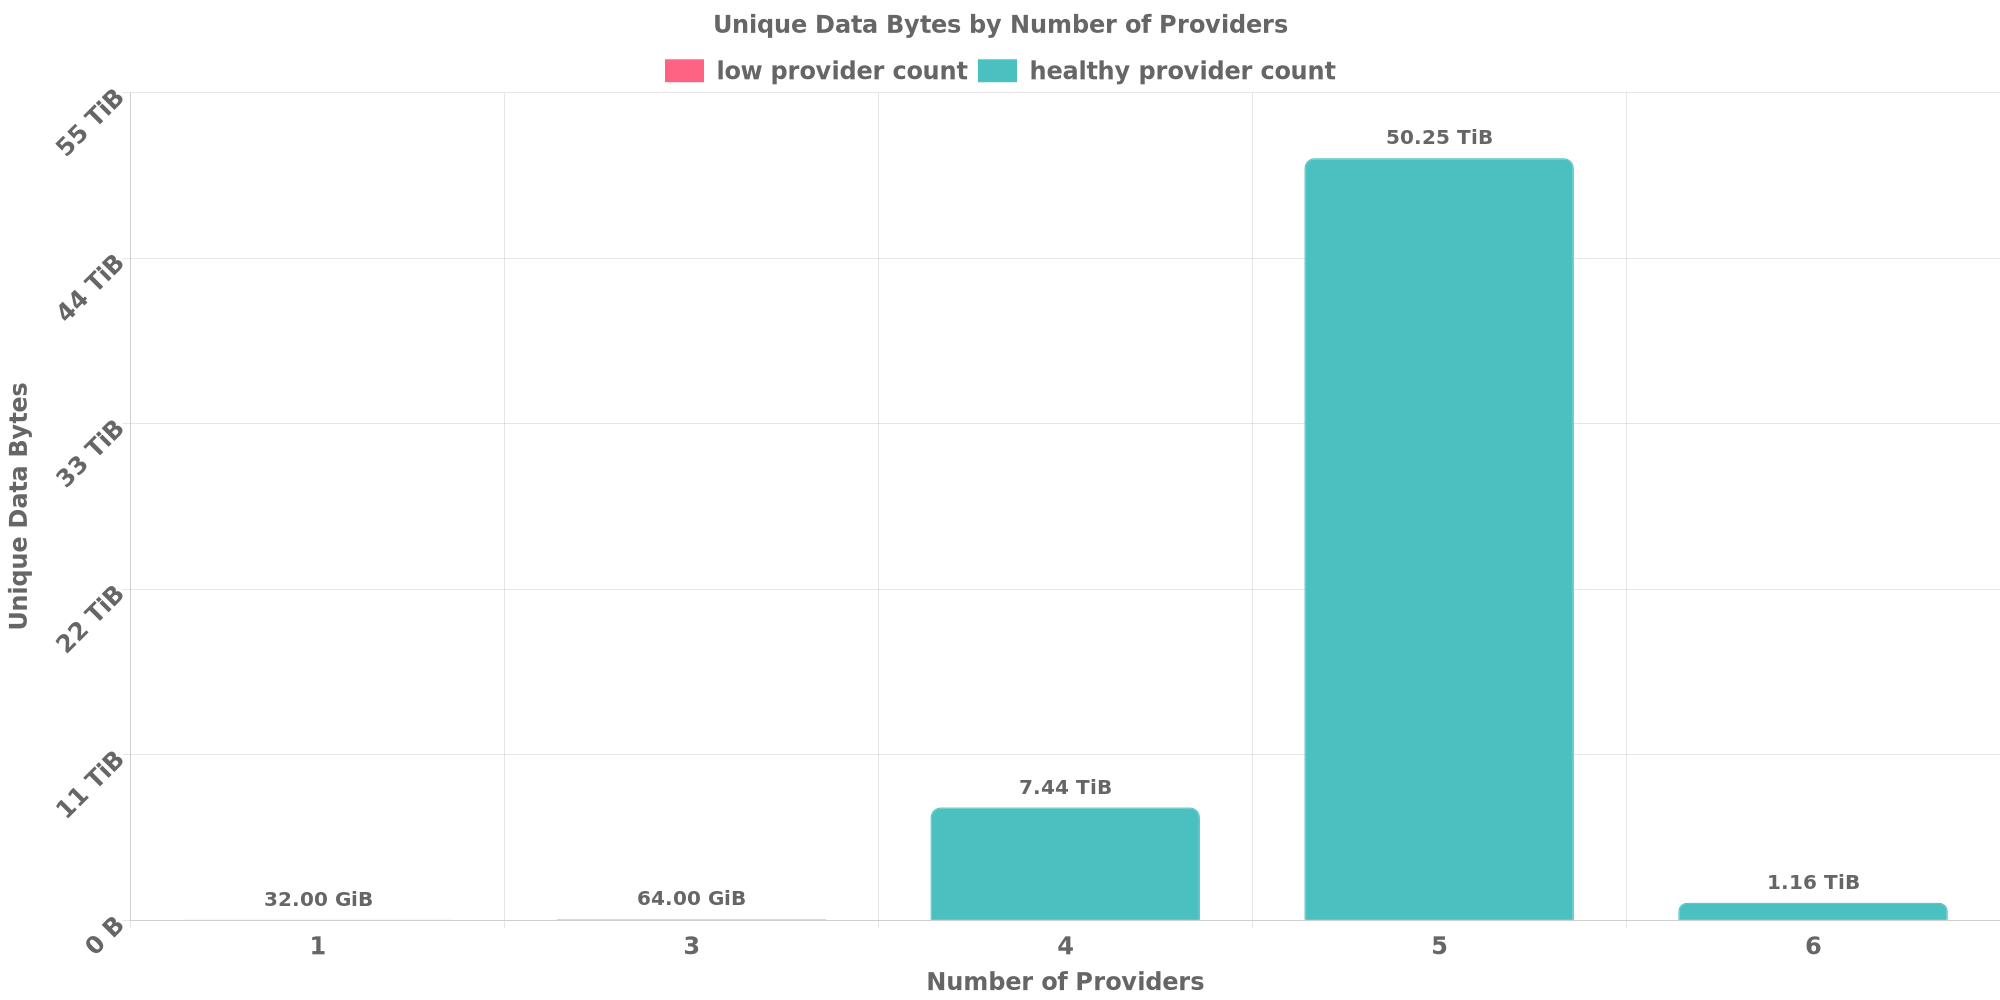 Unique Data Bytes by Number of Providers
low provider count healthy provider count
55 TiB
44 TiB
33 TiB
22 TiB
11 TiB
0 B
Unique Data Bytes
32.00 GiB
64.00 GiB
7.44 TiB
50.25 TiB
1.16 TiB
1 3 4 5 6
Number of Providers